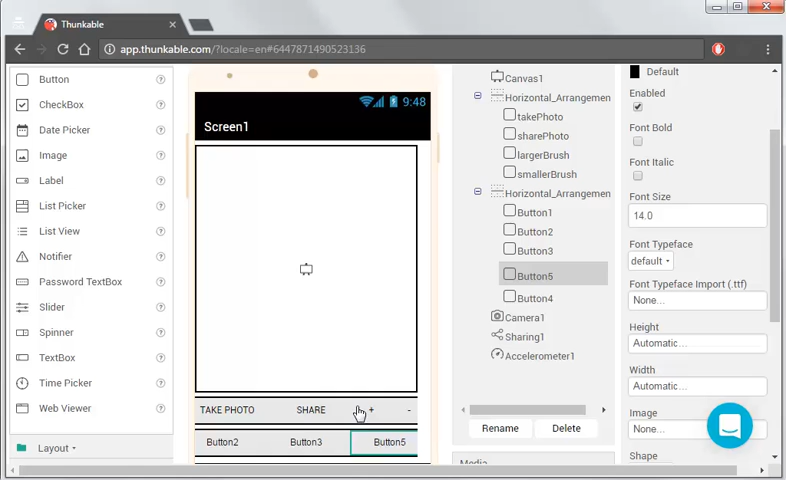 Thunkable
app.thunkable.com/?locale=en#6447871490523136
Button
CheckBox
Date Picker
Image
Label
List Picker
List View
Notifier
Password TextBox
Slider
Spinner
TextBox
Time Picker
Web Viewer
Layout
9:48
Screen1
TAKE PHOTO SHARE + -
Button2 Button3 Button5
Canvas1
Horizontal_Arrangemen
takePhoto
sharePhoto
largerBrush
smallerBrush
Horizontal_Arrangemen
Button1
Button2
Button3
Button5
Button4
Camera1
Sharing1
Accelerometer1
Rename Delete
Media
Default
Enabled
Font Bold
Font Italic
Font Size
14.0
Font Typeface
default
Font Typeface Import (.ttf)
None...
Height
Automatic...
Width
Automatic...
Image
None...
Shape